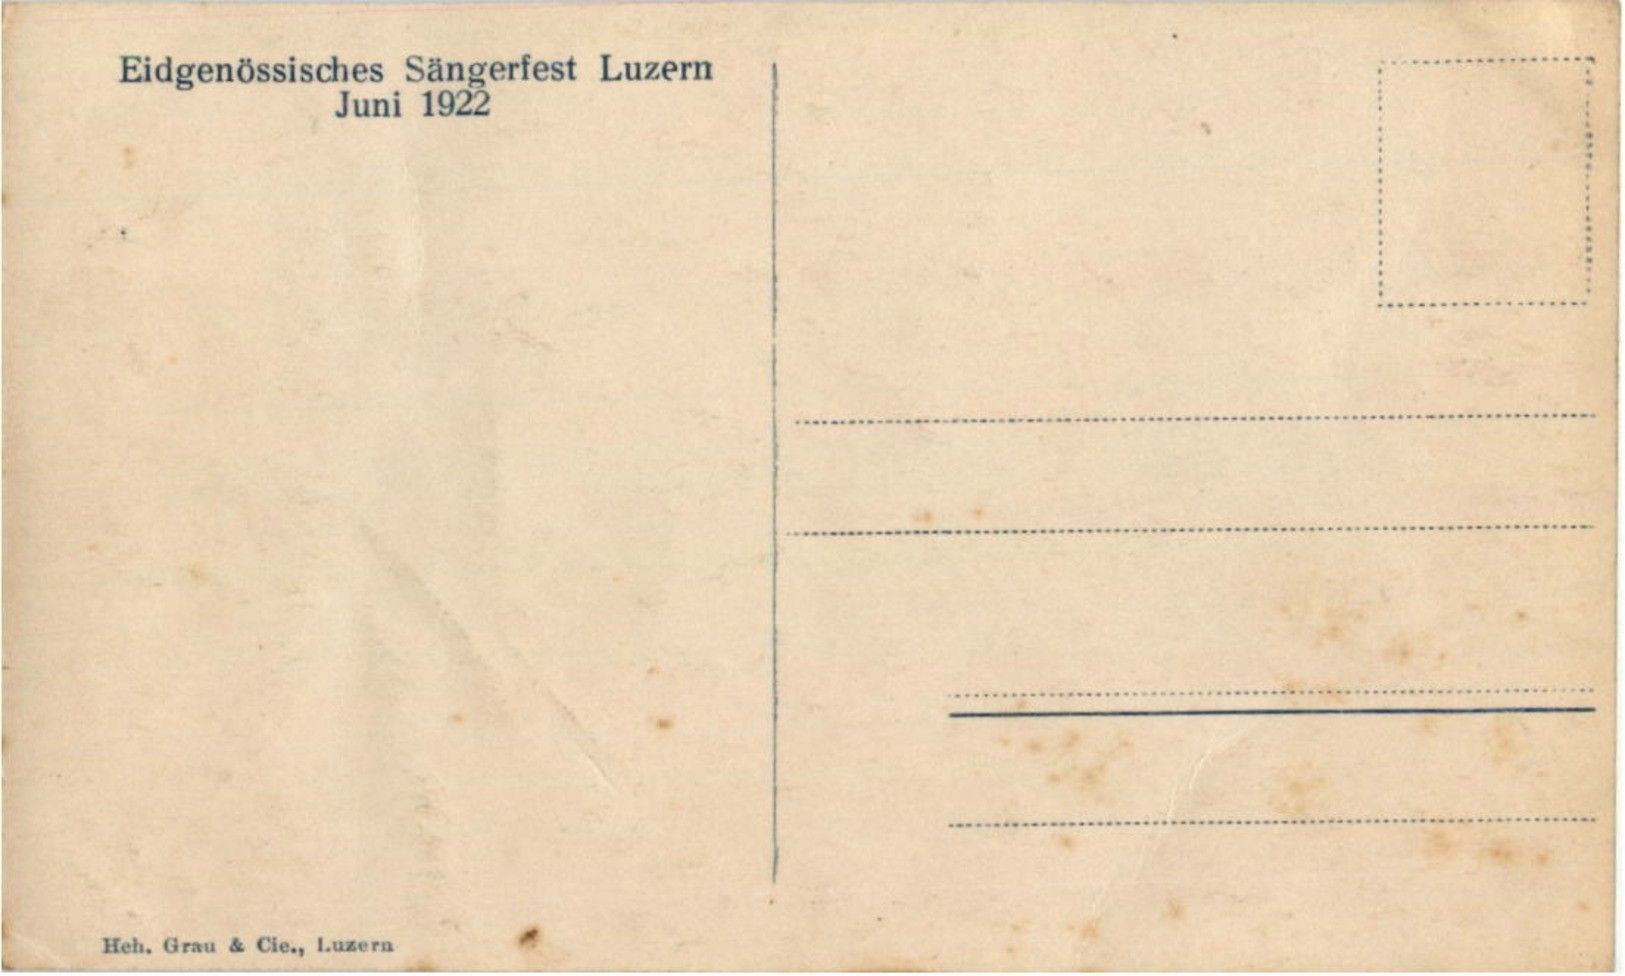 Eidgenössisches Sängerfest Luzern
Juni 1922
Hch. Grau & Cie., Luzern